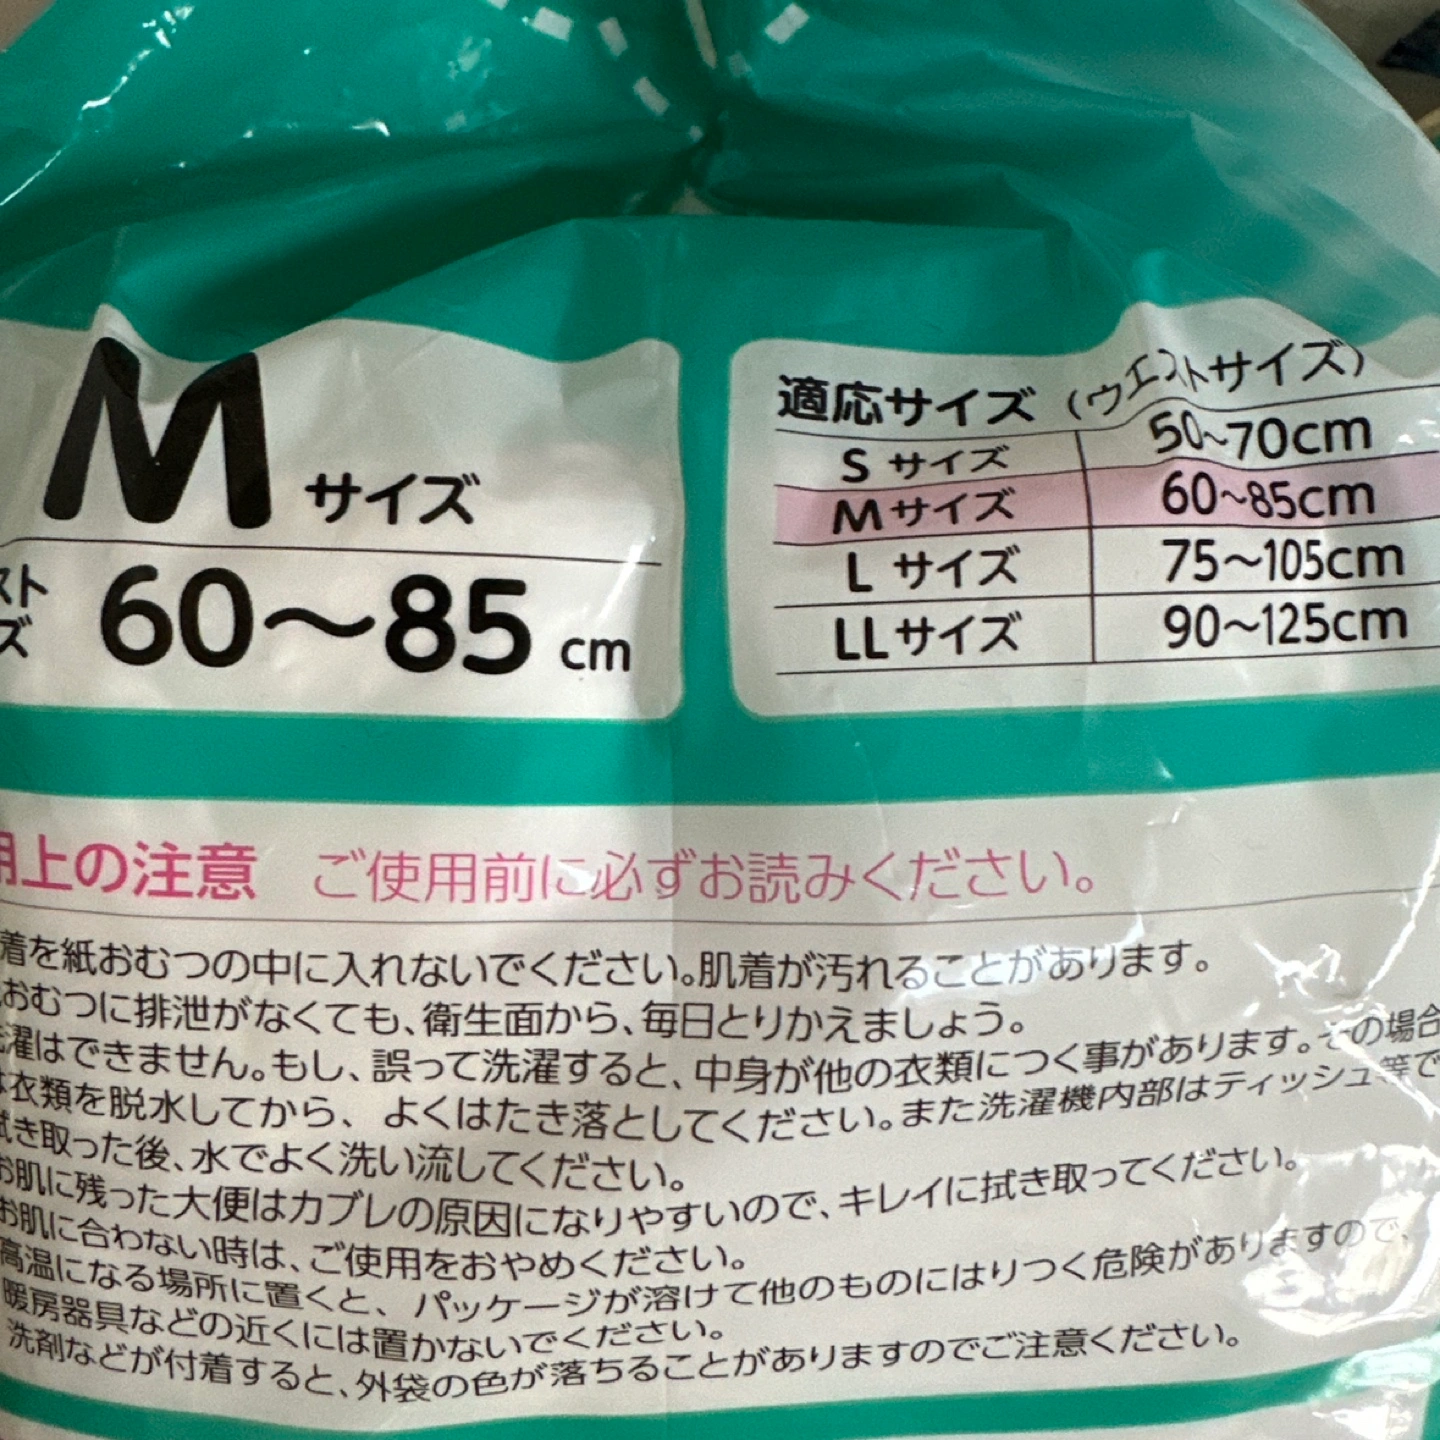 M サイズ
スト
ズ
60〜85 cm
適応サイズ (ウエストサイズ)
S サイズ 50〜70cm
M サイズ 60〜85cm
L サイズ 75〜105cm
LL サイズ 90〜125cm
用上の注意 ご使用前に必ずお読みください。
着を紙おむつの中に入れないでください。肌着が汚れることがあります。
おむつに排泄がなくても、衛生面から、毎日とりかえましょう。
洗濯はできません。もし、誤って洗濯すると、中身が他の衣類につく事があります。その場合
は衣類を脱水してから、よくはたき落としてください。また洗濯機内部はティッシュ等で
拭き取った後、水でよく洗い流してください。
お肌に残った大便はカブレの原因になりやすいので、キレイに拭き取ってください。
お肌に合わない時は、ご使用をおやめください。
高温になる場所に置くと、パッケージが溶けて他のものにはりつく危険がありますので、
暖房器具などの近くには置かないでください。
洗剤などが付着すると、外袋の色が落ちることがありますのでご注意ください。